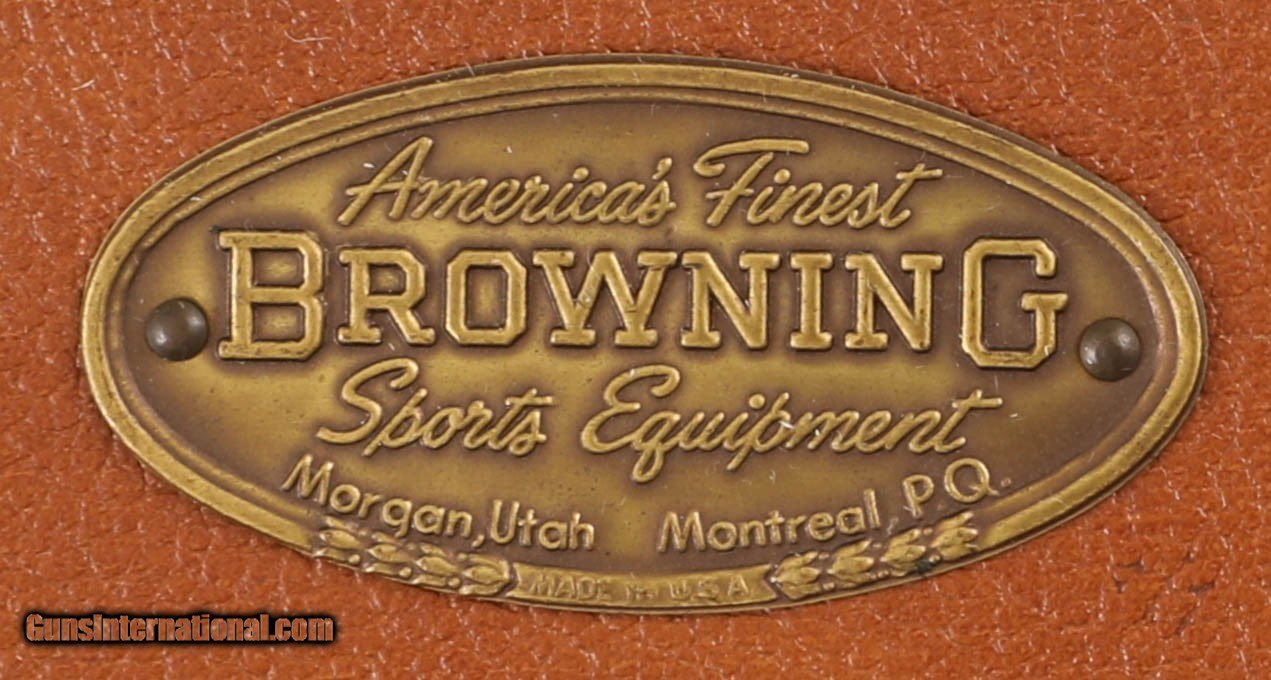 America's Finest
BROWNING
Sports Equipment
Morgan, Utah Montreal P.Q.
MADE IN U.S.A
GunsInternational.com